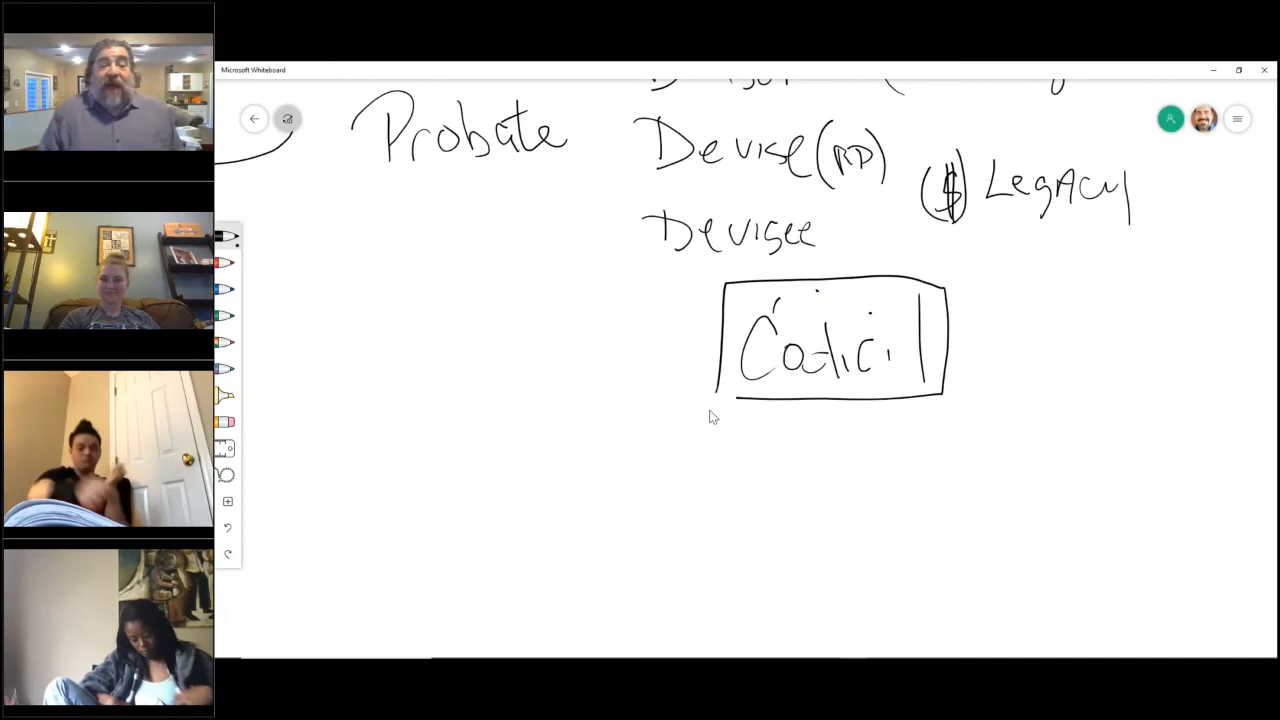 Microsoft Whiteboard
Probate
Devise (RP)
($) Legacy
Devisee
Codicil